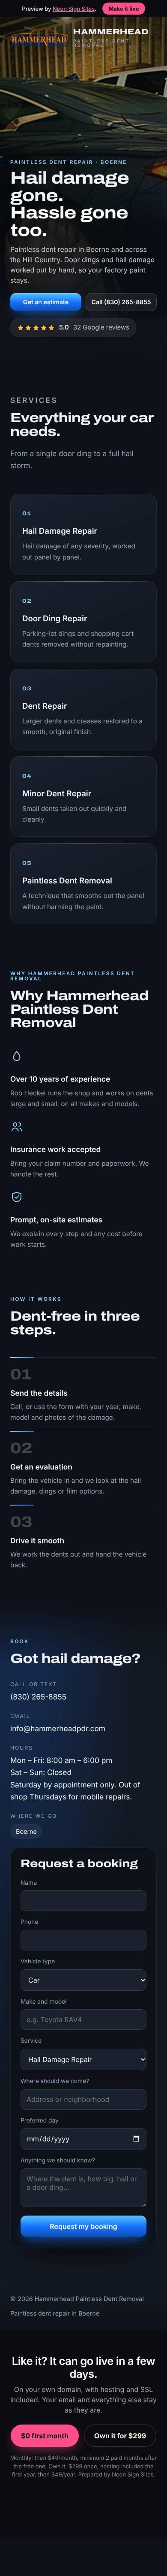 Preview by Neon Sign Sites. Make it live
HAMMERHEAD
HAMMERHEAD
PAINTLESS DENT
REMOVAL
PAINTLESS DENT REPAIR · BOERNE
Hail damage
gone.
Hassle gone
too.
Paintless dent repair in Boerne and across
the Hill Country. Door dings and hail damage
worked out by hand, so your factory paint
stays.
Get an estimate
Call (830) 265-8855
5.0 32 Google reviews
SERVICES
Everything your car
needs.
From a single door ding to a full hail
storm.
01
Hail Damage Repair
Hail damage of any severity, worked
out panel by panel.
02
Door Ding Repair
Parking-lot dings and shopping cart
dents removed without repainting.
03
Dent Repair
Larger dents and creases restored to a
smooth, original finish.
04
Minor Dent Repair
Small dents taken out quickly and
cleanly.
05
Paintless Dent Removal
A technique that smooths out the panel
without harming the paint.
WHY HAMMERHEAD PAINTLESS DENT
REMOVAL
Why Hammerhead
Paintless Dent
Removal
Over 10 years of experience
Rob Heckel runs the shop and works on dents
large and small, on all makes and models.
Insurance work accepted
Bring your claim number and paperwork. We
handle the rest.
Prompt, on-site estimates
We explain every step and any cost before
work starts.
HOW IT WORKS
Dent-free in three
steps.
01
Send the details
Call, or use the form with your year, make,
model and photos of the damage.
02
Get an evaluation
Bring the vehicle in and we look at the hail
damage, dings or film options.
03
Drive it smooth
We work the dents out and hand the vehicle
back.
BOOK
Got hail damage?
CALL OR TEXT
(830) 265-8855
EMAIL
info@hammerheadpdr.com
HOURS
Mon – Fri: 8:00 am – 6:00 pm
Sat – Sun: Closed
Saturday by appointment only. Out of
shop Thursdays for mobile repairs.
WHERE WE GO
Boerne
Request a booking
Name
Phone
Vehicle type
Car
Make and model
e.g. Toyota RAV4
Service
Hail Damage Repair
Where should we come?
Address or neighborhood
Preferred day
mm/dd/yyyy
Anything we should know?
Where the dent is, how big, hail or
a door ding...
Request my booking
© 2026 Hammerhead Paintless Dent Removal
Paintless dent repair in Boerne
Like it? It can go live in a few
days.
On your own domain, with hosting and SSL
included. Your email and everything else stay
as they are.
$0 first month
Own it for $299
Monthly: then $49/month, minimum 2 paid months after
the free one. Own it: $299 once, hosting included the
first year, then $49/year. Prepared by Neon Sign Sites.